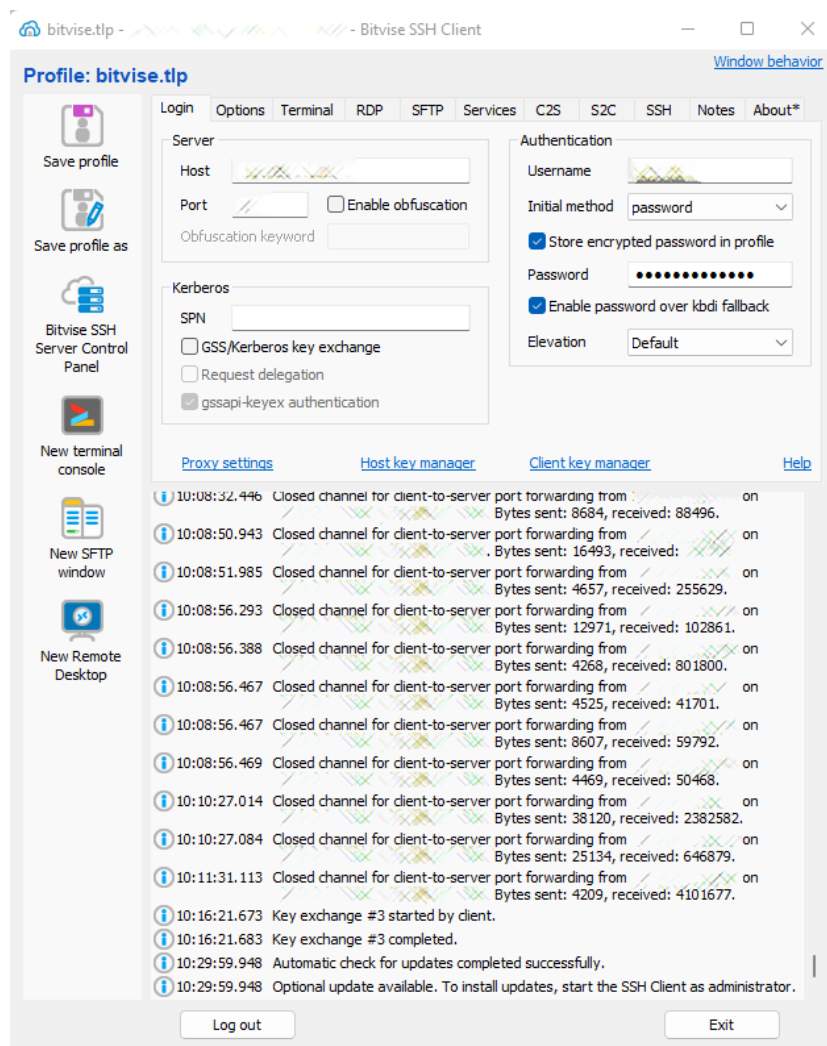 bitvise.tlp - - Bitvise SSH Client
Window behavior
Profile: bitvise.tlp
Save profile
Save profile as
Bitvise SSH
Server Control
Panel
New terminal
console
New SFTP
window
New Remote
Desktop
Login Options Terminal RDP SFTP Services C2S S2C SSH Notes About*
Server
Host
Port Enable obfuscation
Obfuscation keyword
Kerberos
SPN
GSS/Kerberos key exchange
Request delegation
gssapi-keyex authentication
Authentication
Username
Initial method password
Store encrypted password in profile
Password •••••••••••••
Enable password over kbdi fallback
Elevation Default
Proxy settings Host key manager Client key manager Help
10:08:32.446 Closed channel for client-to-server port forwarding from on
Bytes sent: 8684, received: 88496.
10:08:50.943 Closed channel for client-to-server port forwarding from on
. Bytes sent: 16493, received:
10:08:51.985 Closed channel for client-to-server port forwarding from on
Bytes sent: 4657, received: 255629.
10:08:56.293 Closed channel for client-to-server port forwarding from on
Bytes sent: 12971, received: 102861.
10:08:56.388 Closed channel for client-to-server port forwarding from on
Bytes sent: 4268, received: 801800.
10:08:56.467 Closed channel for client-to-server port forwarding from on
Bytes sent: 4525, received: 41701.
10:08:56.467 Closed channel for client-to-server port forwarding from on
Bytes sent: 8607, received: 59792.
10:08:56.469 Closed channel for client-to-server port forwarding from on
Bytes sent: 4469, received: 50468.
10:10:27.014 Closed channel for client-to-server port forwarding from on
Bytes sent: 38120, received: 2382582.
10:10:27.084 Closed channel for client-to-server port forwarding from on
Bytes sent: 25134, received: 646879.
10:11:31.113 Closed channel for client-to-server port forwarding from on
Bytes sent: 4209, received: 4101677.
10:16:21.673 Key exchange #3 started by client.
10:16:21.683 Key exchange #3 completed.
10:29:59.948 Automatic check for updates completed successfully.
10:29:59.948 Optional update available. To install updates, start the SSH Client as administrator.
Log out Exit